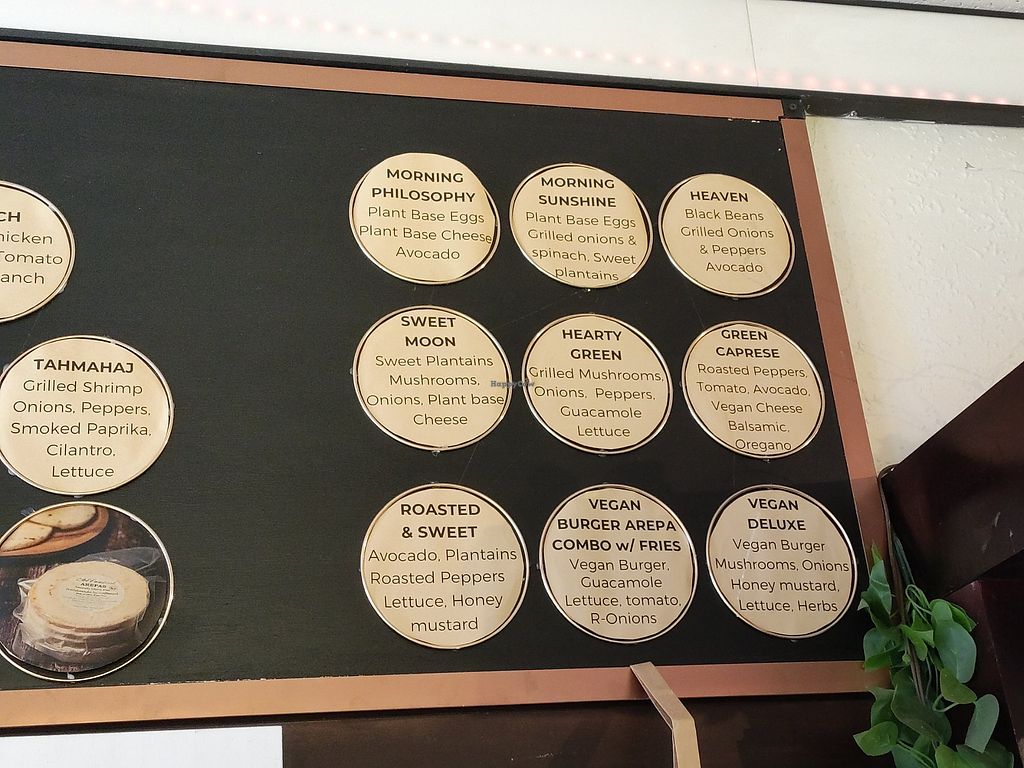 CH
hicken
Tomato
anch
TAHMAHAJ
Grilled Shrimp
Onions, Peppers,
Smoked Paprika,
Cilantro,
Lettuce
AREPAS
MORNING
PHILOSOPHY
Plant Base Eggs
Plant Base Cheese
Avocado
MORNING
SUNSHINE
Plant Base Eggs
Grilled onions &
spinach, Sweet
plantains
HEAVEN
Black Beans
Grilled Onions
& Peppers
Avocado
SWEET
MOON
Sweet Plantains
Mushrooms,
Onions, Plant base
Cheese
HappyCow
HEARTY
GREEN
Grilled Mushrooms,
Onions, Peppers,
Guacamole
Lettuce
GREEN
CAPRESE
Roasted Peppers,
Tomato, Avocado,
Vegan Cheese
Balsamic,
Oregano
ROASTED
& SWEET
Avocado, Plantains
Roasted Peppers
Lettuce, Honey
mustard
VEGAN
BURGER AREPA
COMBO w/ FRIES
Vegan Burger,
Guacamole
Lettuce, tomato,
R-Onions
VEGAN
DELUXE
Vegan Burger
Mushrooms, Onions
Honey mustard,
Lettuce, Herbs